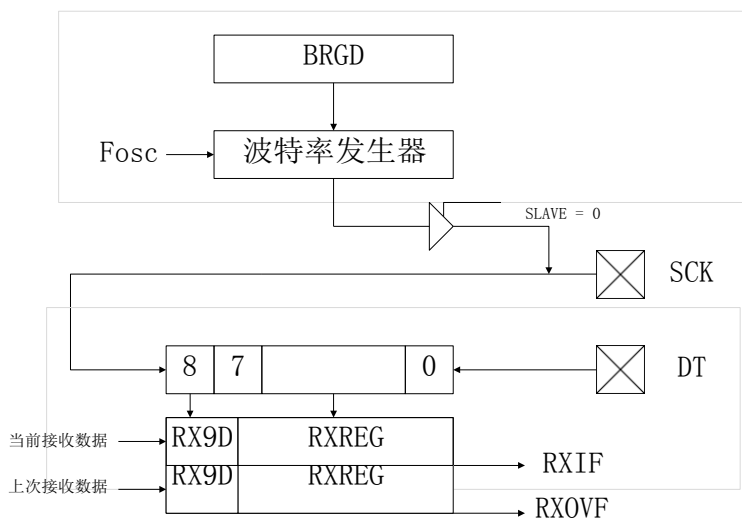 BRGD
Fosc
波特率发生器
SLAVE = 0
SCK
8 7 0
DT
当前接收数据
RX9D RXREG
RXIF
上次接收数据
RX9D RXREG
RXOVF